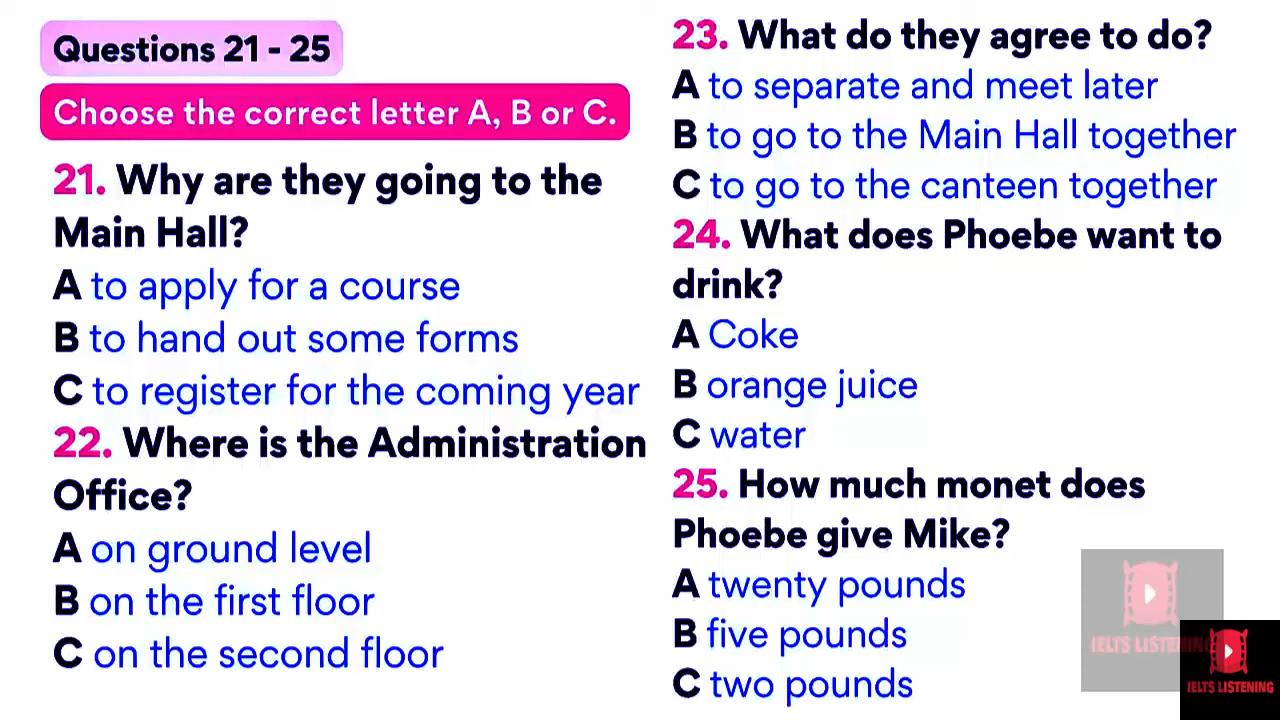 Questions 21 - 25
Choose the correct letter A, B or C.
21. Why are they going to the
Main Hall?
A to apply for a course
B to hand out some forms
C to register for the coming year
22. Where is the Administration
Office?
A on ground level
B on the first floor
C on the second floor
23. What do they agree to do?
A to separate and meet later
B to go to the Main Hall together
C to go to the canteen together
24. What does Phoebe want to
drink?
A Coke
B orange juice
C water
25. How much monet does
Phoebe give Mike?
A twenty pounds
B five pounds
C two pounds
IELTS LISTENING
IELTS LISTENING